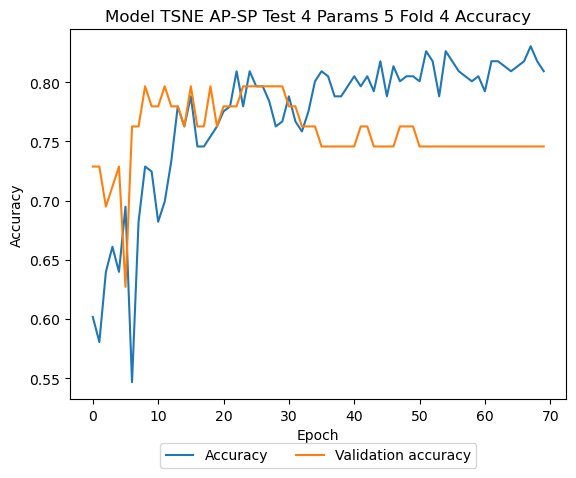 Model TSNE AP-SP Test 4 Params 5 Fold 4 Accuracy
Accuracy
0.80
0.75
0.70
0.65
0.60
0.55
0 10 20 30 40 50 60 70
Epoch
Accuracy Validation accuracy